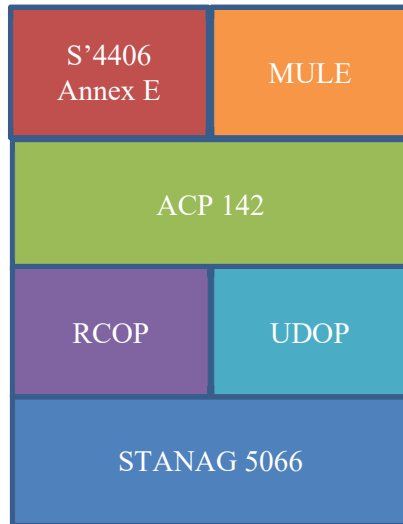 S’4406
Annex E
MULE
ACP 142
RCOP
UDOP
STANAG 5066